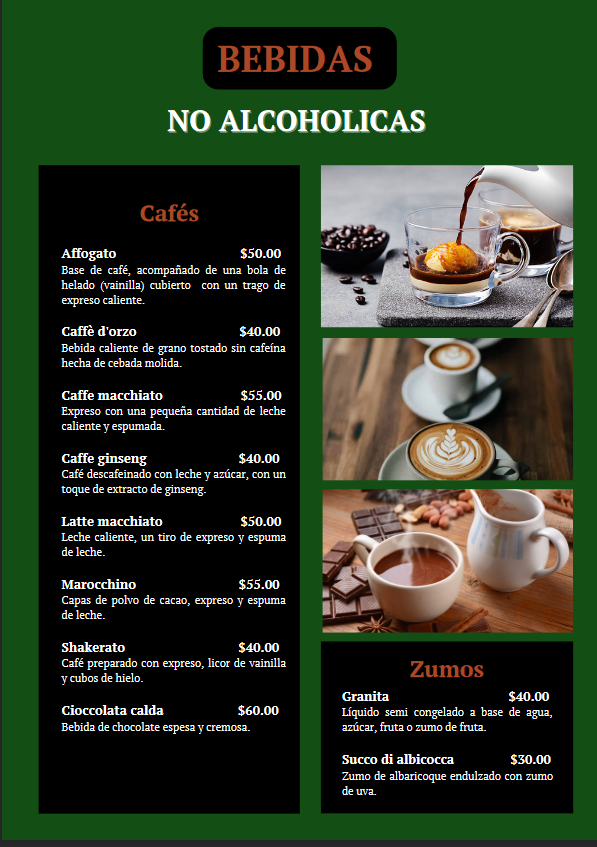 BEBIDAS
NO ALCOHOLICAS
Cafés
Affogato $50.00
Base de café, acompañado de una bola de
helado (vainilla) cubierto con un trago de
expreso caliente.
Caffè d'orzo $40.00
Bebida caliente de grano tostado sin cafeína
hecha de cebada molida.
Caffe macchiato $55.00
Expreso con una pequeña cantidad de leche
caliente y espumada.
Caffe ginseng $40.00
Café descafeinado con leche y azúcar, con un
toque de extracto de ginseng.
Latte macchiato $50.00
Leche caliente, un tiro de expreso y espuma
de leche.
Marocchino $55.00
Capas de polvo de cacao, expreso y espuma
de leche.
Shakerato $40.00
Café preparado con expreso, licor de vainilla
y cubos de hielo.
Cioccolata calda $60.00
Bebida de chocolate espesa y cremosa.
Zumos
Granita $40.00
Líquido semi congelado a base de agua,
azúcar, fruta o zumo de fruta.
Succo di albicocca $30.00
Zumo de albaricoque endulzado con zumo
de uva.